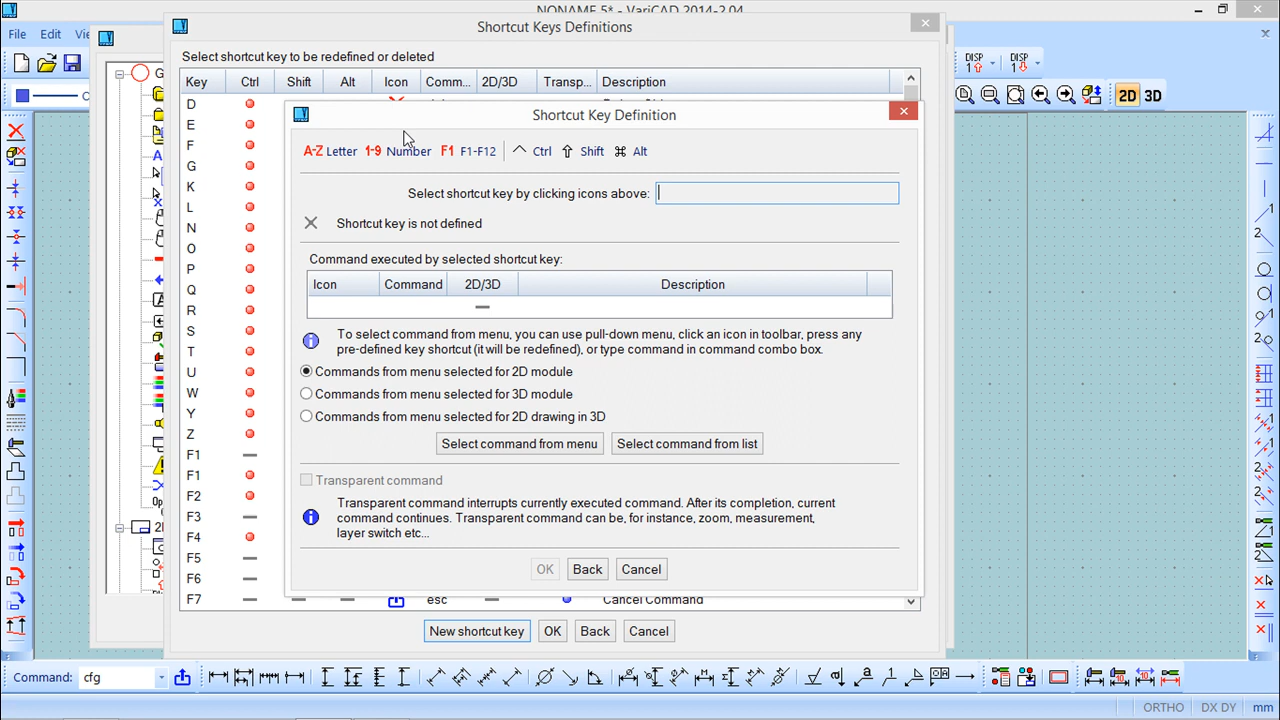 NONAME 5* - VariCAD 2014-2.04
File Edit
Shortcut Keys Definitions
Select shortcut key to be redefined or deleted
Key Ctrl Shift Alt Icon Comm... 2D/3D Transp... Description
D
E
F
G
K
L
N
O
P
Q
R
S
T
U
W
Y
Z
F1
F1
F2
F3
F4
F5
F6
F7 esc Cancel Command
Shortcut Key Definition
A-Z Letter 1-9 Number F1 F1-F12 Ctrl Shift Alt
Select shortcut key by clicking icons above:
Shortcut key is not defined
Command executed by selected shortcut key:
Icon Command 2D/3D Description
To select command from menu, you can use pull-down menu, click an icon in toolbar, press any
pre-defined key shortcut (it will be redefined), or type command in command combo box.
Commands from menu selected for 2D module
Commands from menu selected for 3D module
Commands from menu selected for 2D drawing in 3D
Select command from menu Select command from list
Transparent command
Transparent command interrupts currently executed command. After its completion, current
command continues. Transparent command can be, for instance, zoom, measurement,
layer switch etc...
OK Back Cancel
New shortcut key OK Back Cancel
DISP DISP
2D 3D
Command: cfg
ORTHO DX DY mm